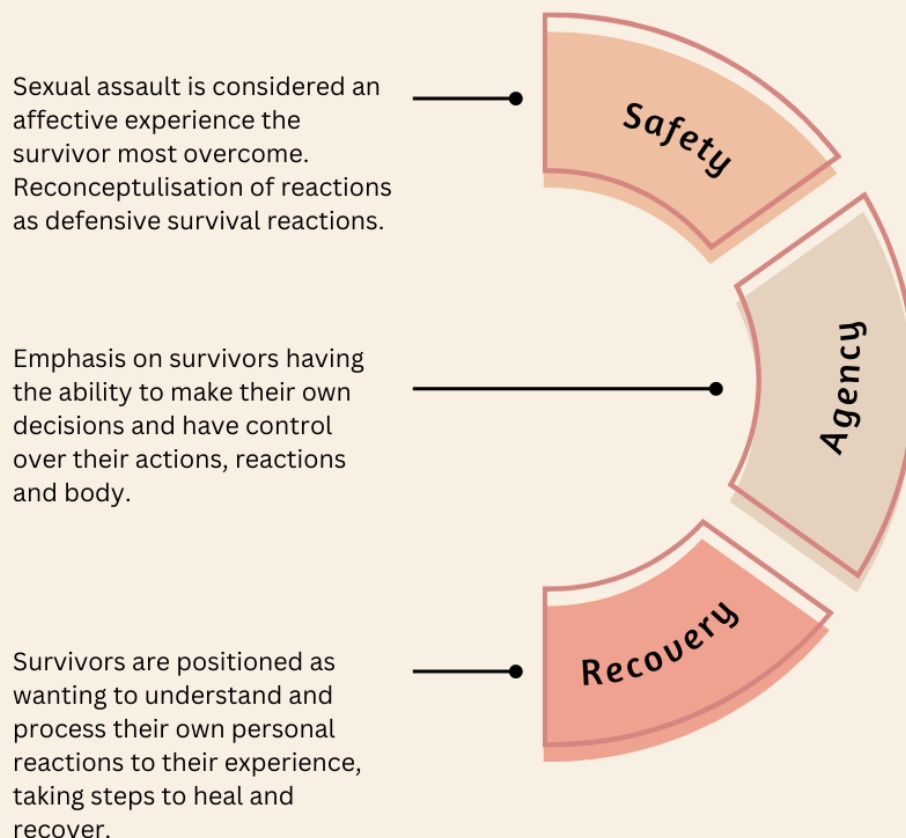 Sexual assault is considered an
affective experience the
survivor most overcome.
Reconceptulisation of reactions
as defensive survival reactions.
Safety
Emphasis on survivors having
the ability to make their own
decisions and have control
over their actions, reactions
and body.
Agency
Survivors are positioned as
wanting to understand and
process their own personal
reactions to their experience,
taking steps to heal and
recover.
Recovery